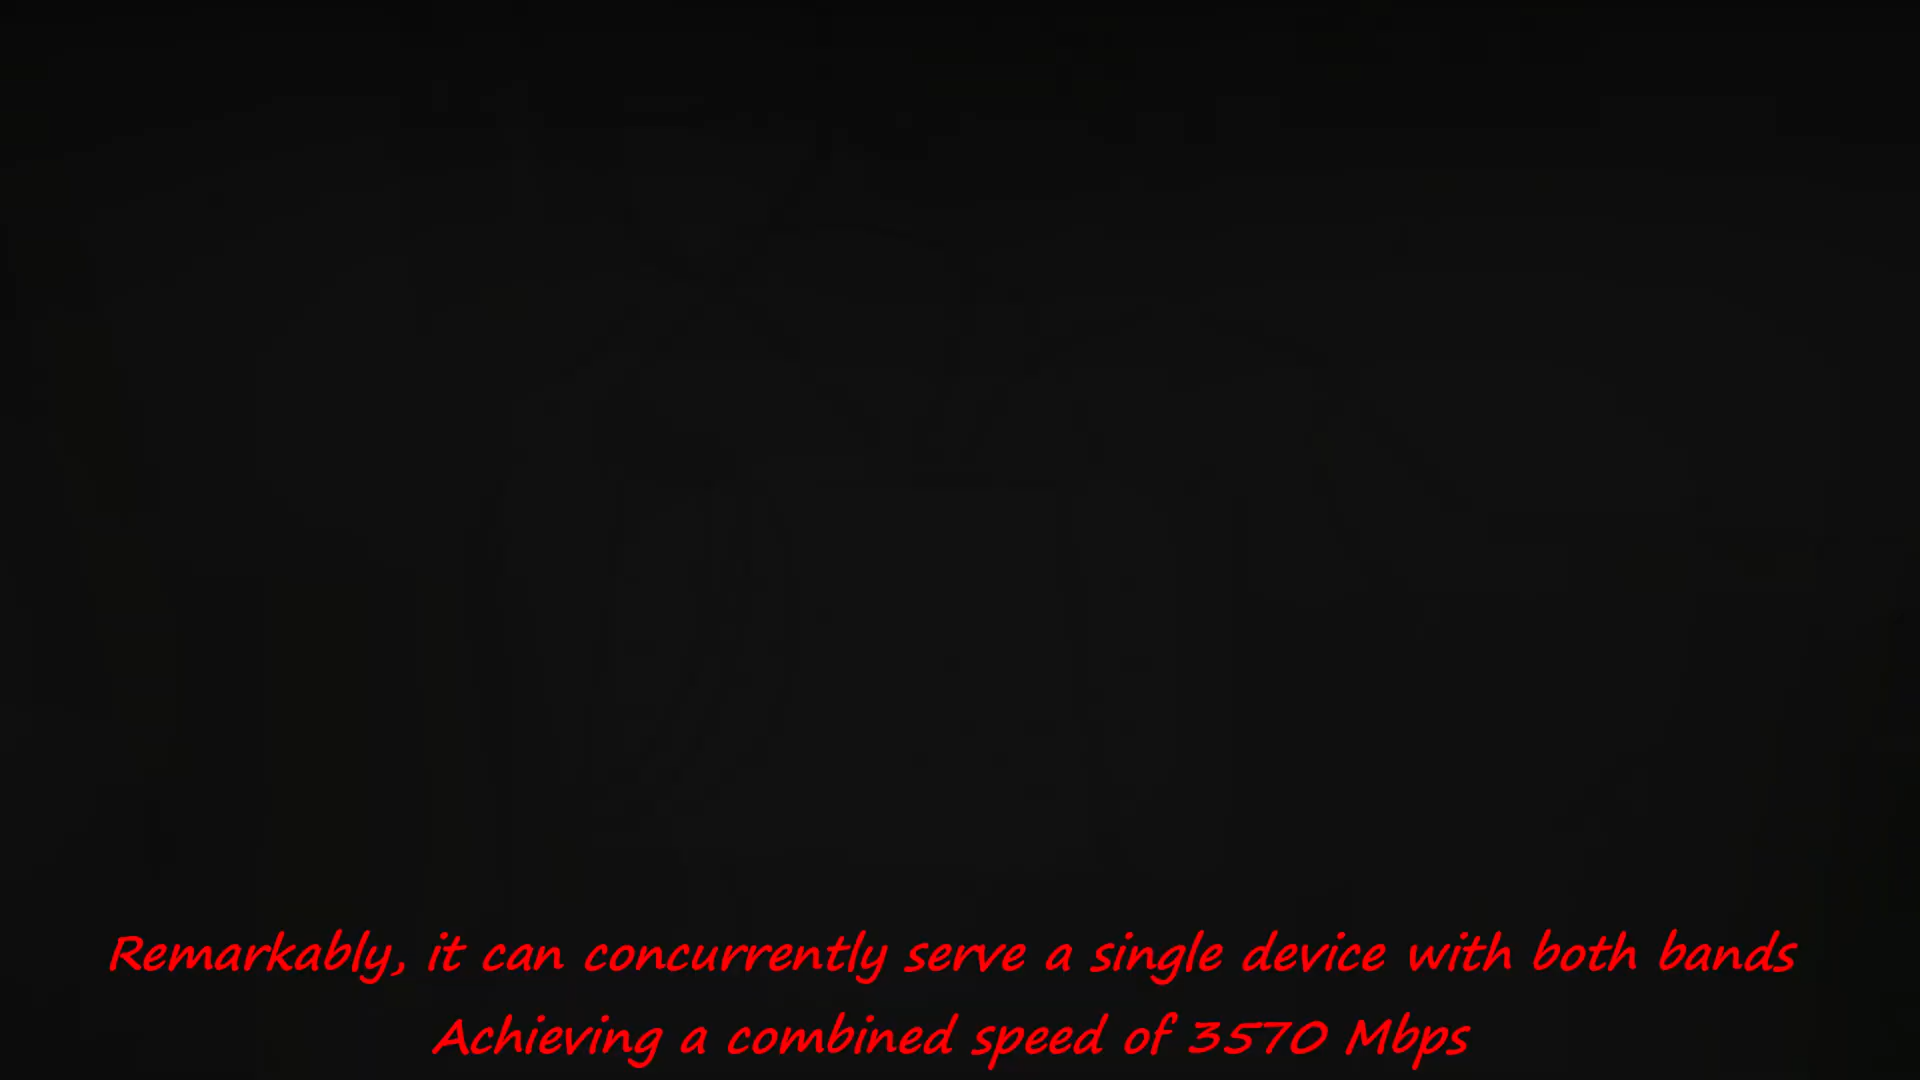 Remarkably, it can concurrently serve a single device with both bands
Achieving a combined speed of 3570 Mbps